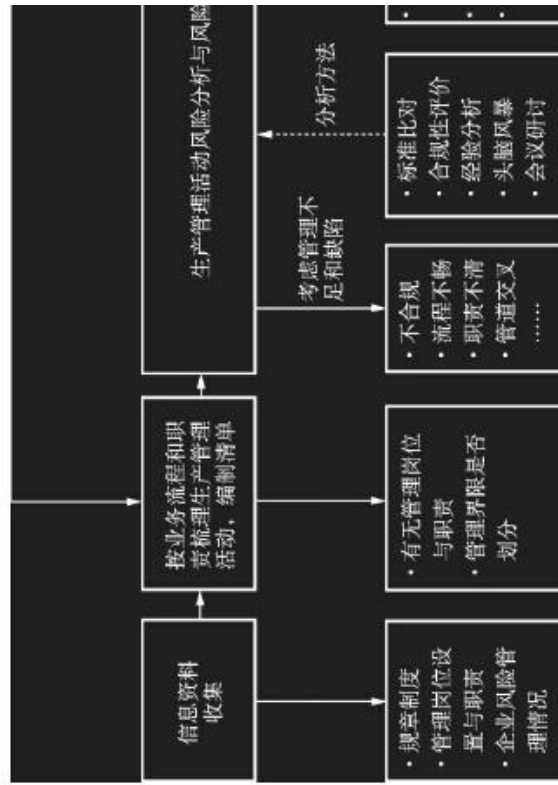 信息资料
收集
按业务流程和职
责梳理生产管理
活动，编制清单
生产管理活动风险分析与风险
考虑管理不
足和缺陷
分析方法
• 规章制度
• 管理岗位设
置与职责
• 企业风险管
理情况
• 有无管理岗位
与职责
• 管理界限是否
划分
• 不合规
• 流程不畅
• 职责不清
• 管道交叉
……
• 标准比对
• 合规性评价
• 经验分析
• 头脑风暴
• 会议研讨